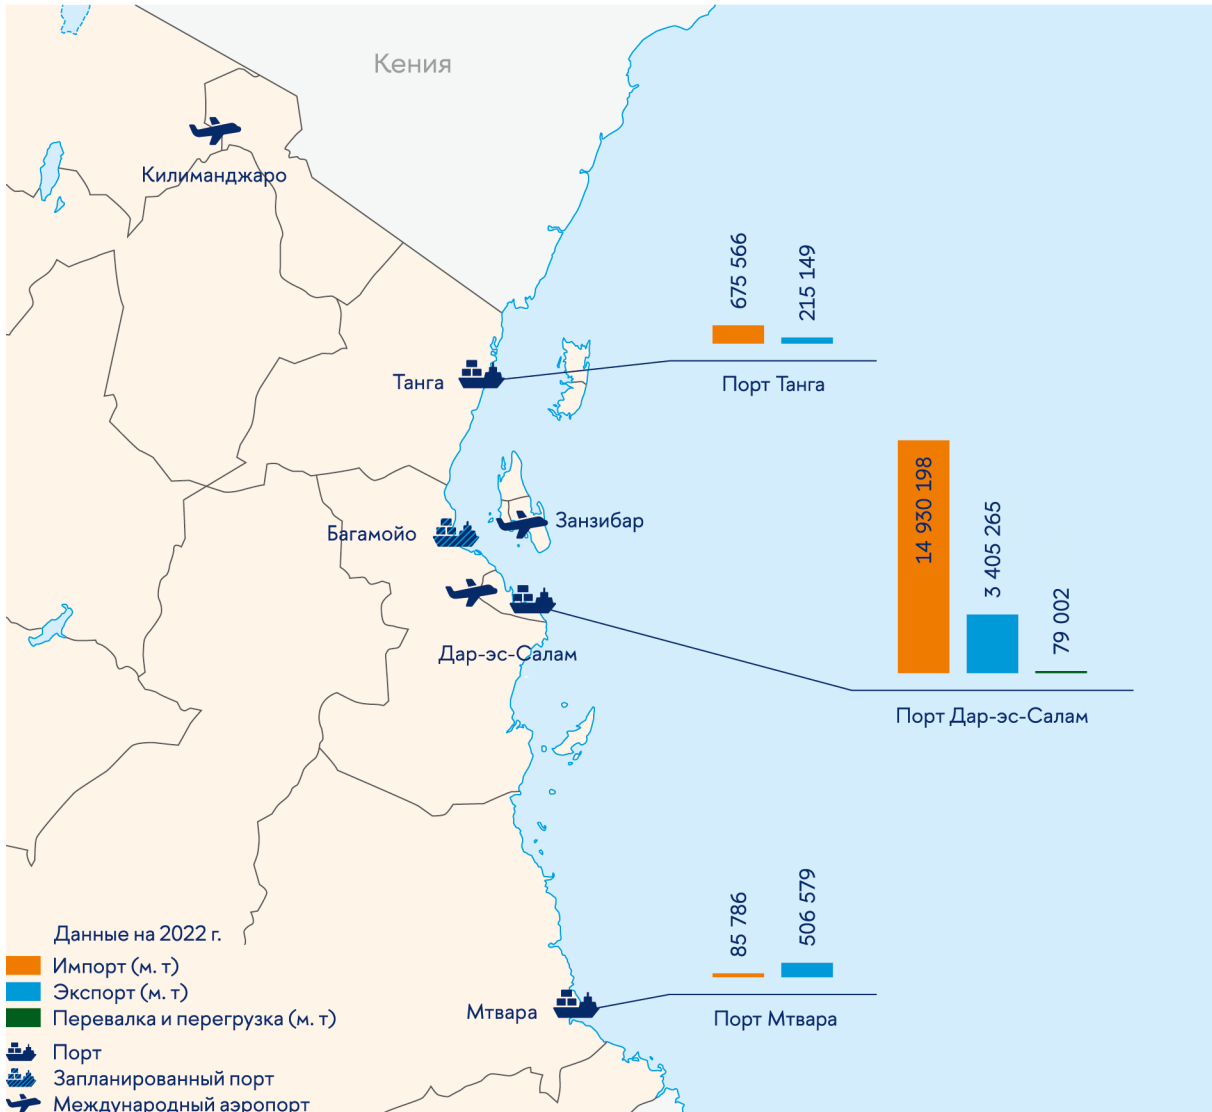 Кения
Килиманджаро
675 566
215 149
Танга
Порт Танга
14 930 198
3 405 265
79 002
Занзибар
Багамойо
Дар-эс-Салам
Порт Дар-эс-Салам
85 786
506 579
Мтвара
Порт Мтвара
Данные на 2022 г.
Импорт (м. т)
Экспорт (м. т)
Перевалка и перегрузка (м. т)
Порт
Запланированный порт
Международный аэропорт